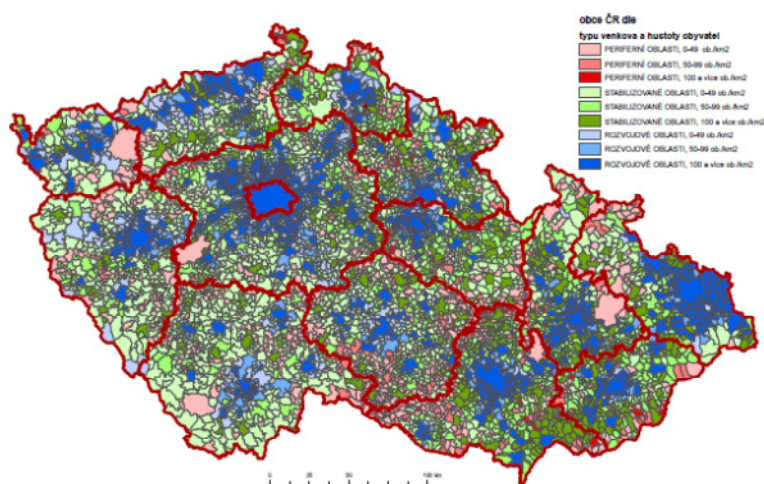 obce ČR dle
typu venkova a hustoty obyvatel
PERIFERNÍ OBLASTI, 0-49 ob./km2
PERIFERNÍ OBLASTI, 50-99 ob./km2
PERIFERNÍ OBLASTI, 100 a více ob./km2
STABILIZOVANÉ OBLASTI, 0-49 ob./km2
STABILIZOVANÉ OBLASTI, 50-99 ob./km2
STABILIZOVANÉ OBLASTI, 100 a více ob./km2
ROZVOJOVÉ OBLASTI, 0-49 ob./km2
ROZVOJOVÉ OBLASTI, 50-99 ob./km2
ROZVOJOVÉ OBLASTI, 100 a více ob./km2
0 25 50 100 km